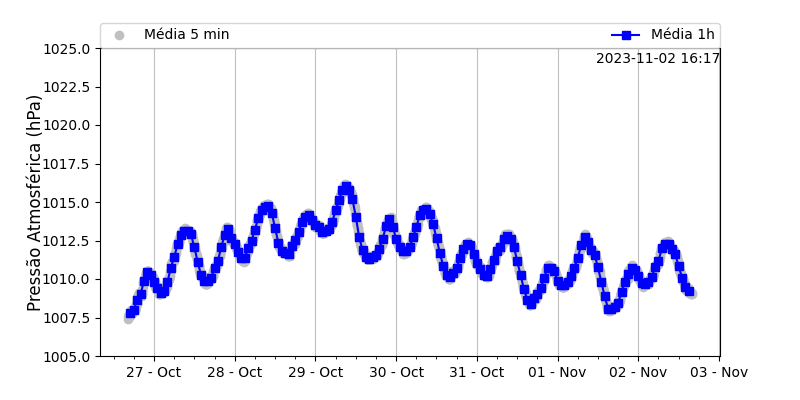 Média 5 min
Média 1h
2023-11-02 16:17
Pressão Atmosférica (hPa)
1025.0
1022.5
1020.0
1017.5
1015.0
1012.5
1010.0
1007.5
1005.0
27 - Oct
28 - Oct
29 - Oct
30 - Oct
31 - Oct
01 - Nov
02 - Nov
03 - Nov